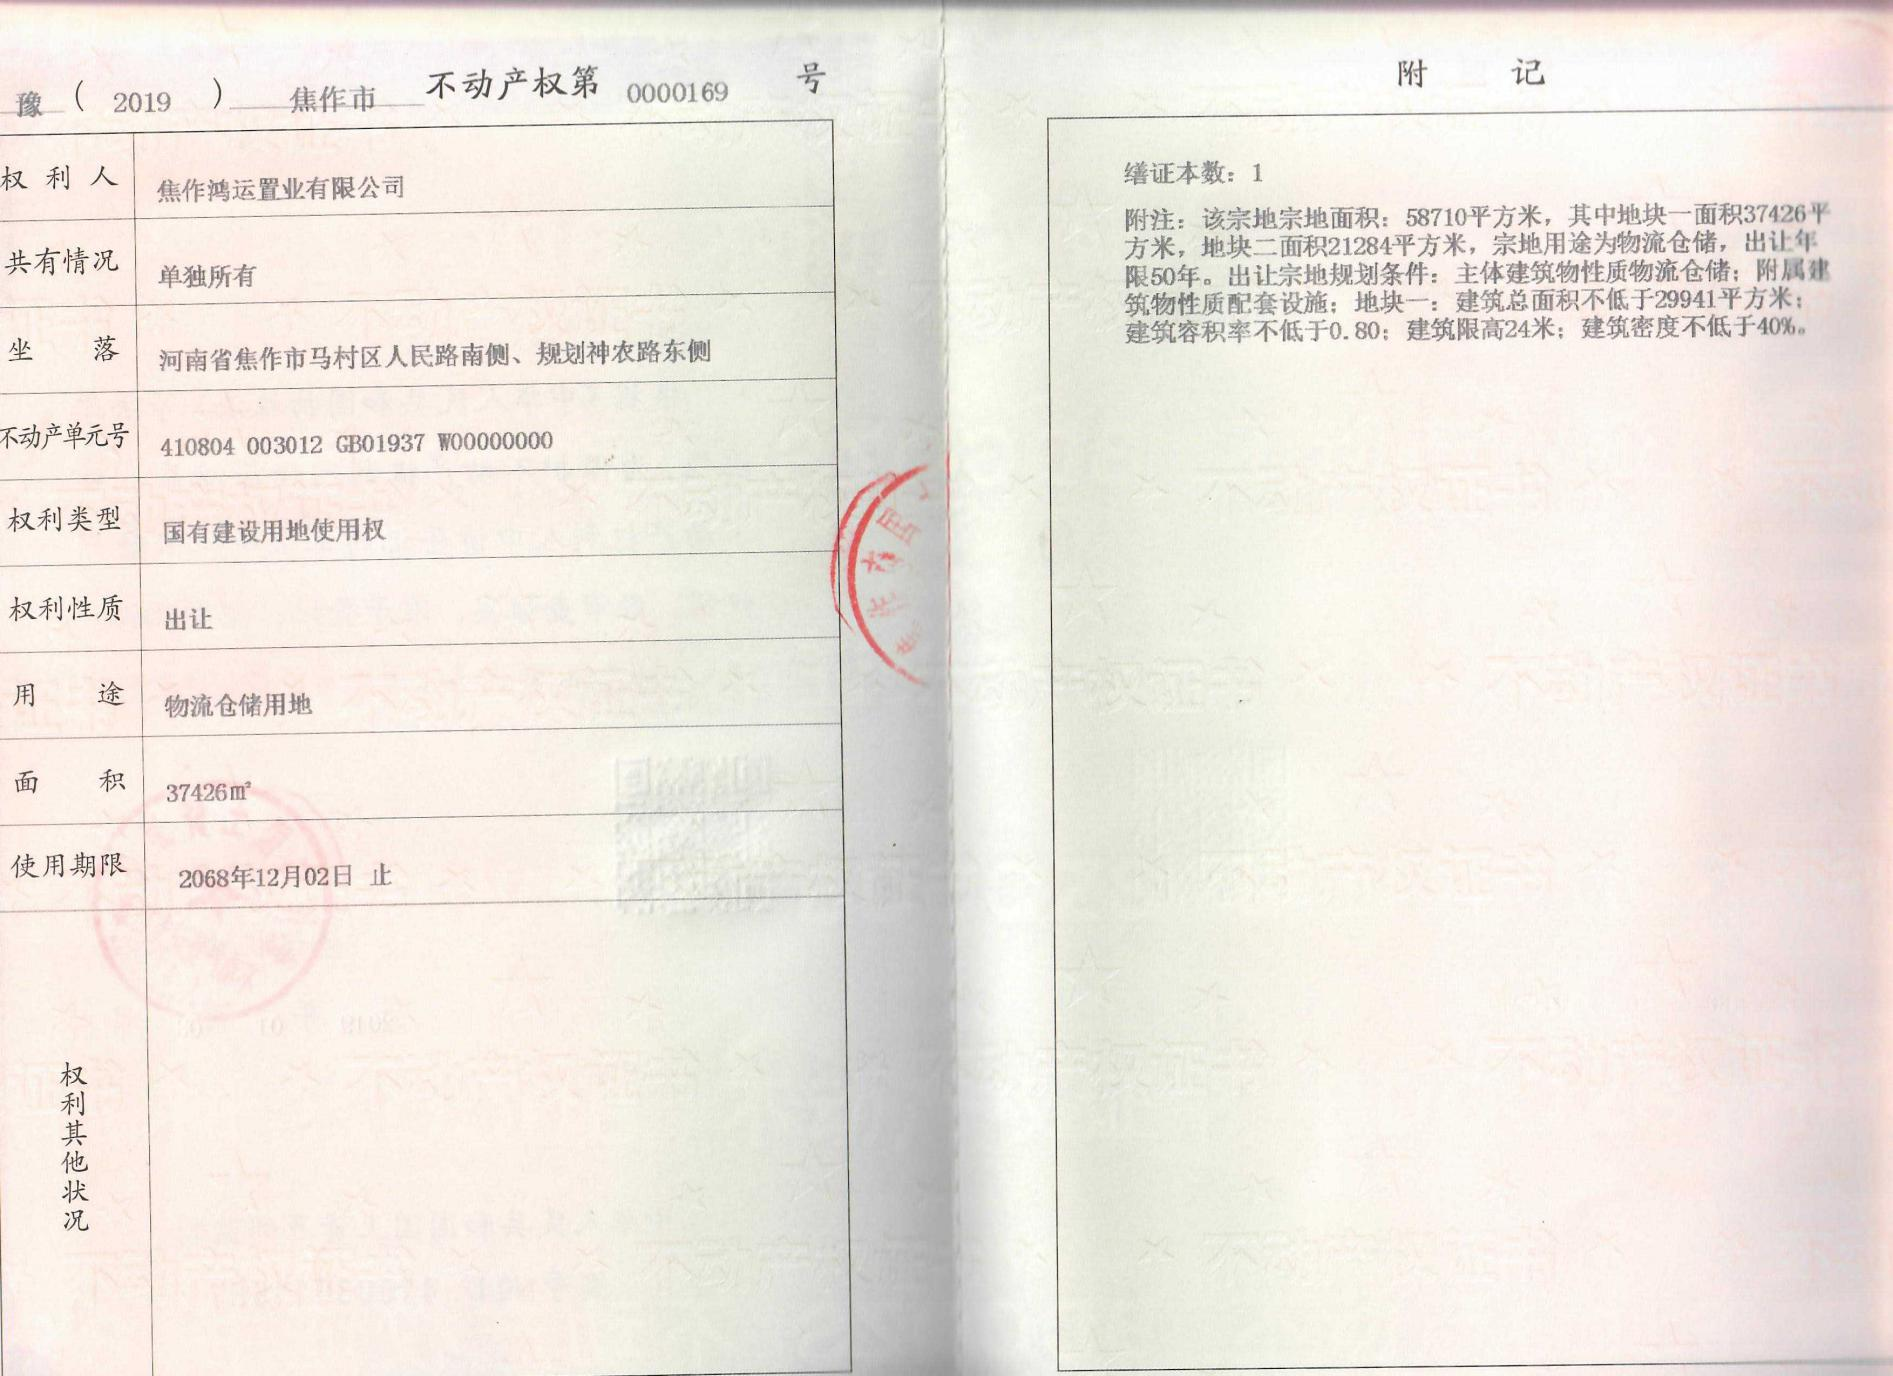 豫 ( 2019 ) 焦作市 不动产权第 0000169 号
权利人 焦作鸿运置业有限公司
共有情况 单独所有
坐落 河南省焦作市马村区人民路南侧、规划神农路东侧
不动产单元号 410804 003012 GB01937 W00000000
权利类型 国有建设用地使用权
权利性质 出让
用途 物流仓储用地
面积 37426㎡
使用期限 2068年12月02日 止
权利其他状况
附 记
缮证本数：1
附注：该宗地宗地面积：58710平方米，其中地块一面积37426平
方米，地块二面积21284平方米，宗地用途为物流仓储，出让年
限50年。出让宗地规划条件：主体建筑物性质物流仓储；附属建
筑物性质配套设施；地块一：建筑总面积不低于29941平方米；
建筑容积率不低于0.80；建筑限高24米；建筑密度不低于40%。